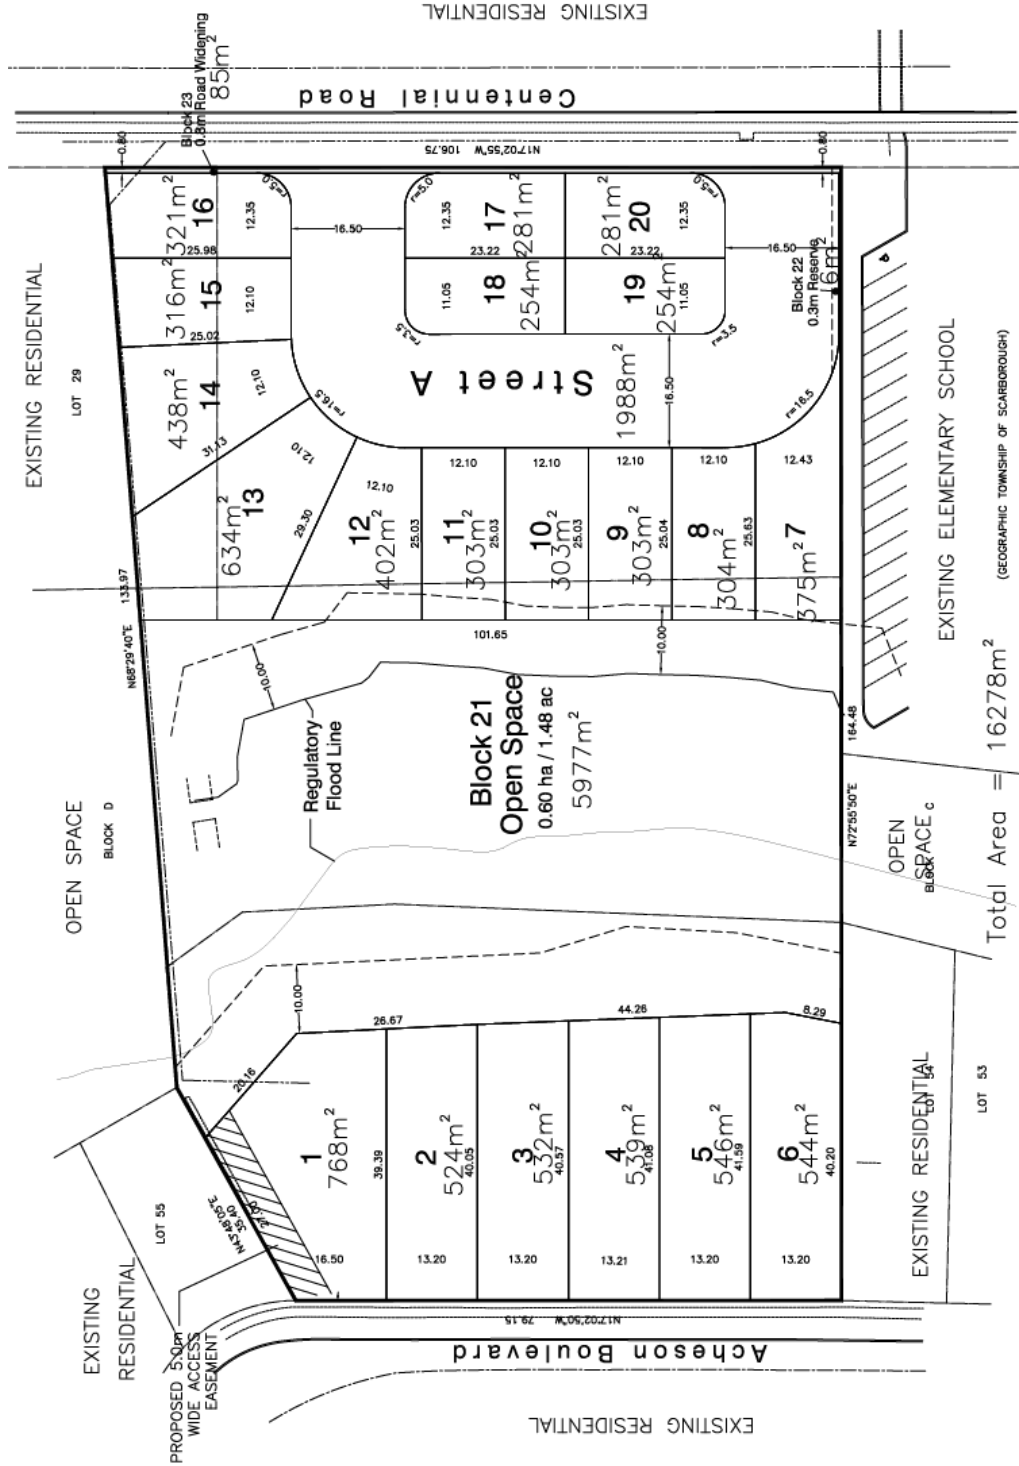 EXISTING RESIDENTIAL
Centennial Road
Block 23
0.8m Road Widening
85m²
N17°02'55"W 106.75
0.80
0.80
EXISTING RESIDENTIAL
LOT 29
16
321m²
r=5.0
12.35
25.98
15
316m²
12.10
25.02
14
438m²
12.10
31.13
13
634m²
12.10
29.30
r=16.5
16.50
r=5.0
12.35
17
281m²
23.22
20
281m²
12.35
23.22
r=5.0
18
254m²
11.05
r=3.5
19
254m²
11.05
r=3.5
16.50
Block 22
0.3m Reserve
16m²
Street A
1988m²
16.50
r=16.5
12
402m²
12.10
25.03
11
303m²
12.10
25.03
10
303m²
12.10
25.03
9
303m²
12.10
25.04
8
304m²
12.10
25.63
7
375m²
12.43
EXISTING ELEMENTARY SCHOOL
(GEOGRAPHIC TOWNSHIP OF SCARBOROUGH)
N68°29'40"E 133.97
101.65
10.00
10.00
Regulatory
Flood Line
Block 21
Open Space
0.60 ha / 1.48 ac
5977m²
OPEN SPACE
BLOCK D
N72°55'50"E 164.48
OPEN
SPACE
BLOCK C
Total Area = 16278m²
10.00
26.67
44.26
8.29
20.16
1
768m²
39.39
16.50
2
524m²
40.05
13.20
3
532m²
40.57
13.20
4
539m²
41.08
13.21
5
546m²
41.59
13.20
6
544m²
40.20
13.20
N43°48'05"E
35.40
27.00
LOT 55
EXISTING
RESIDENTIAL
PROPOSED 5.0m
WIDE ACCESS
EASEMENT
EXISTING RESIDENTIAL
LOT 54
LOT 53
N17°02'50"W 79.15
Acheson Boulevard
EXISTING RESIDENTIAL